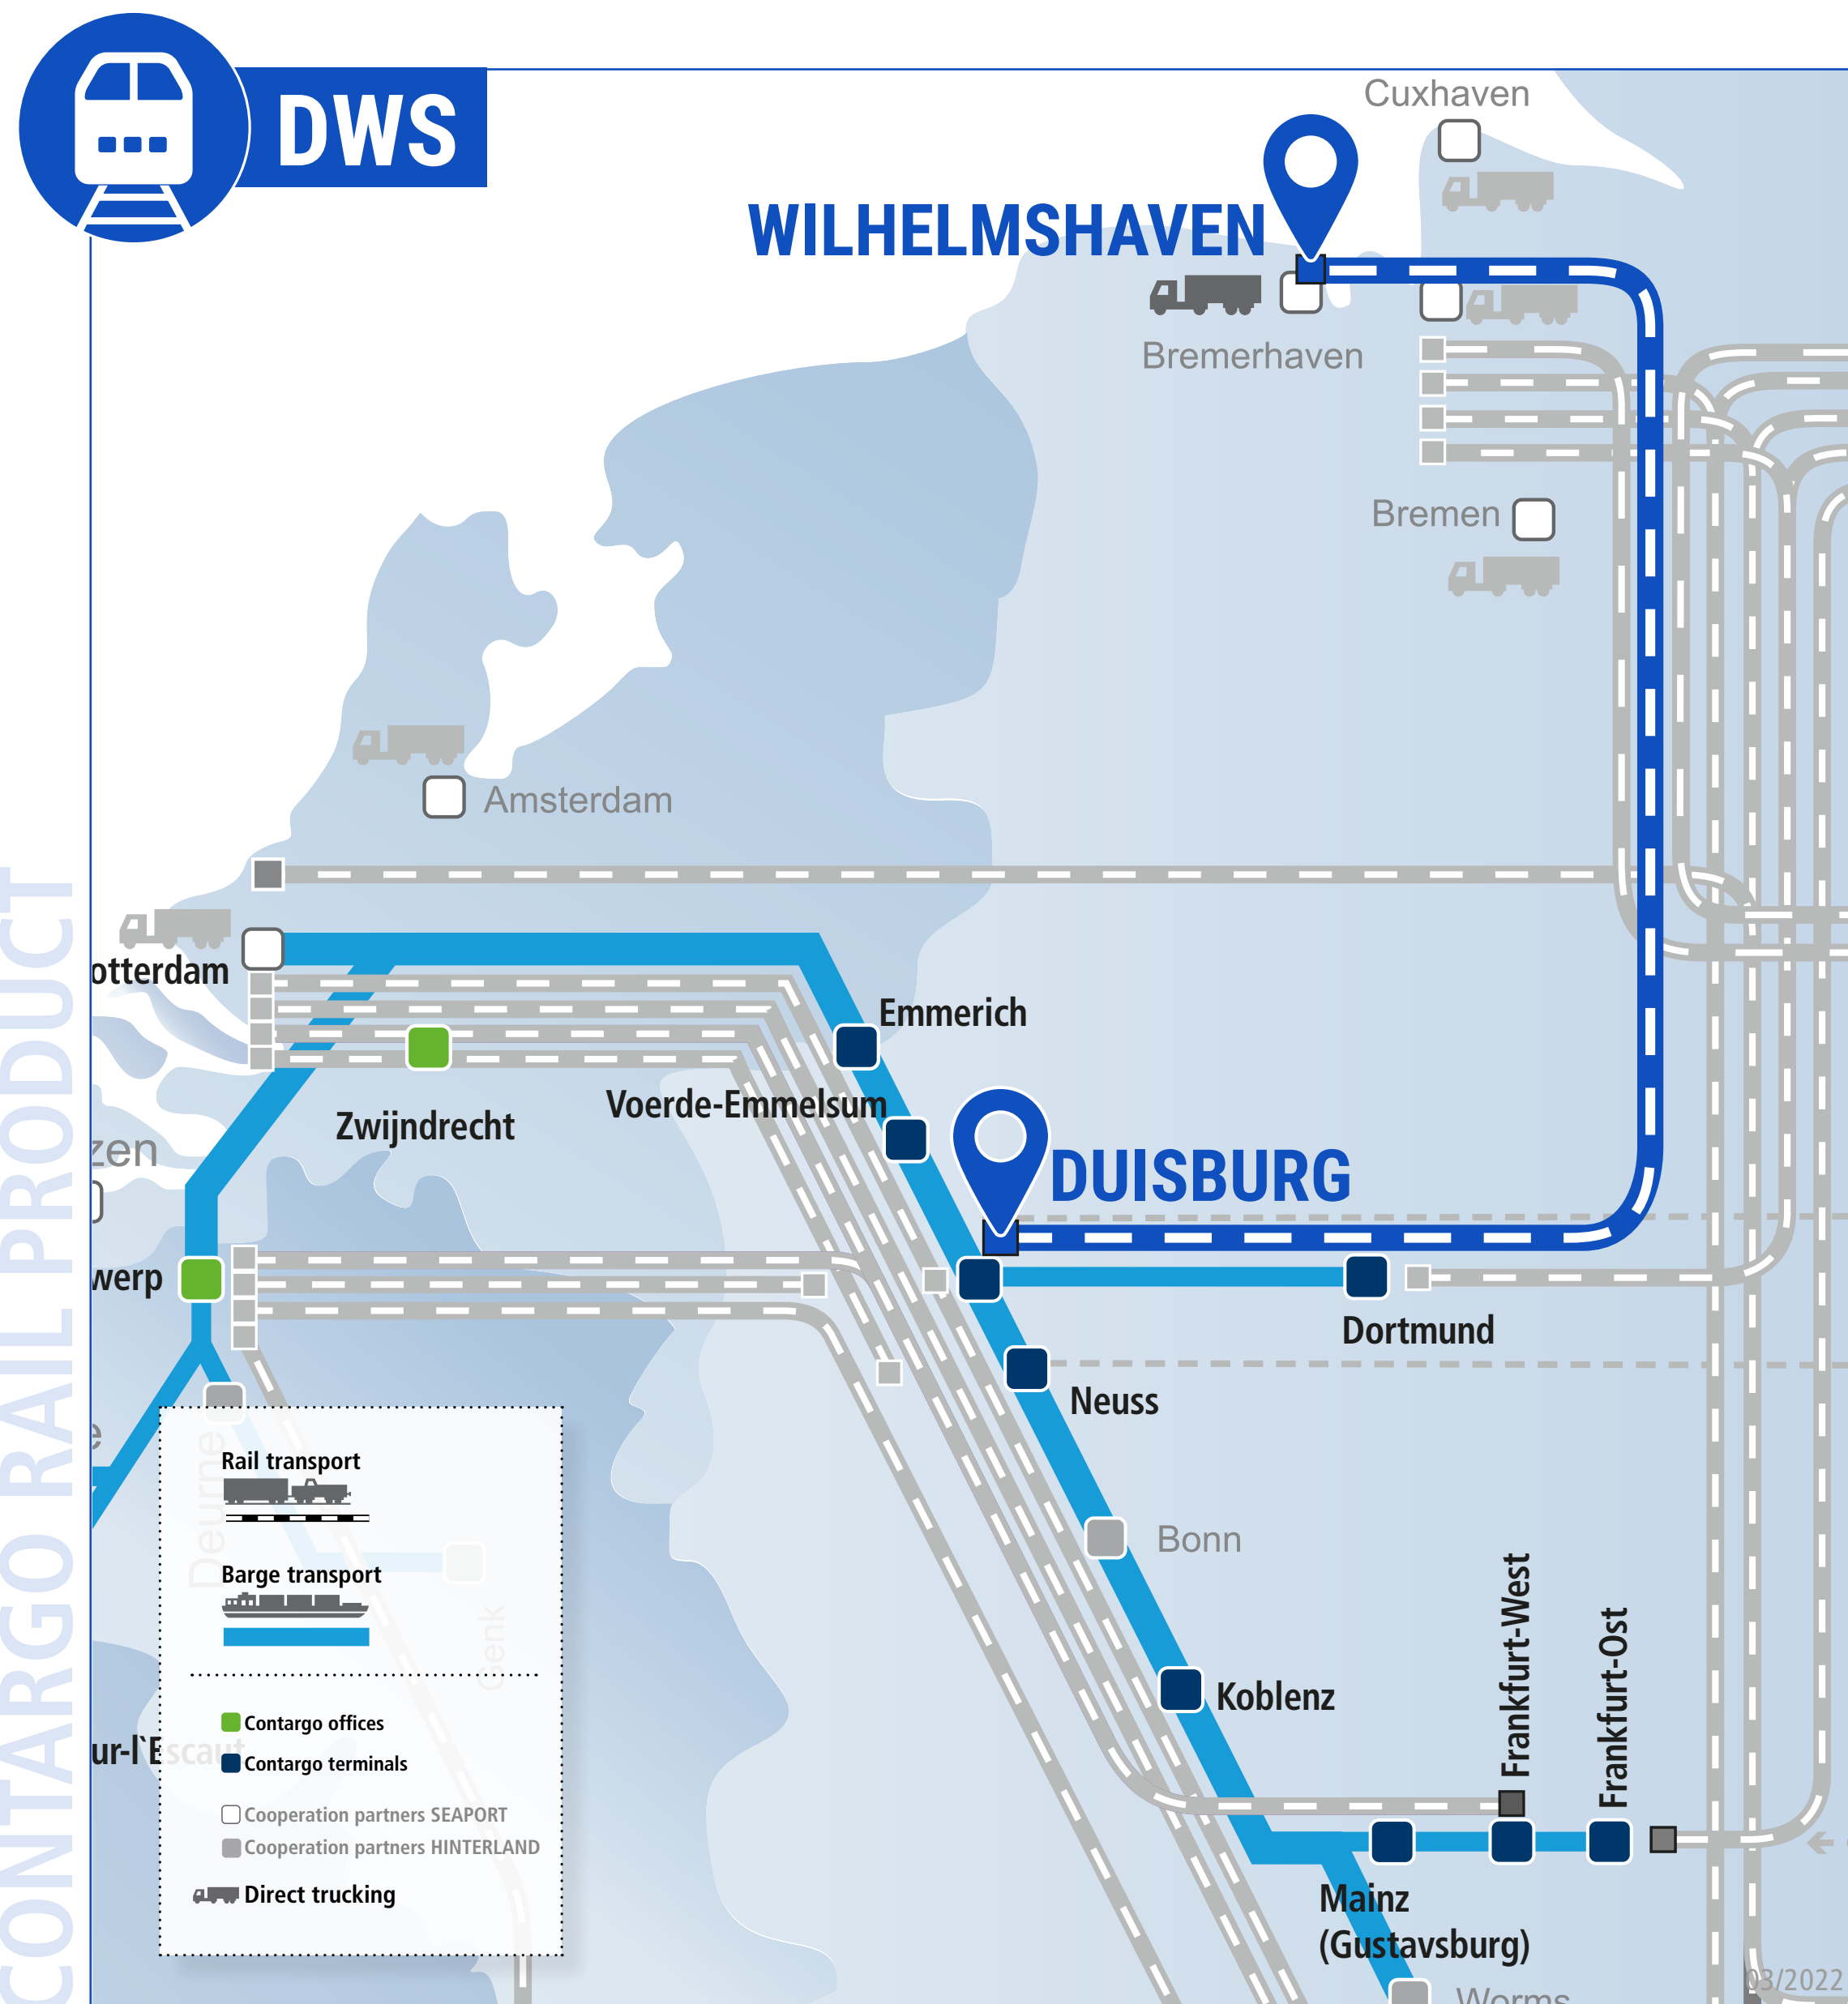 DWS
Cuxhaven
WILHELMSHAVEN
Bremerhaven
Bremen
Amsterdam
otterdam
Emmerich
Voerde-Emmelsum
Zwijndrecht
zen
DUISBURG
werp
Dortmund
Neuss
e
Deurne
Rail transport
Bonn
Barge transport
Genk
Frankfurt-West
Frankfurt-Ost
Koblenz
Contargo offices
ur-l`Escaut
Contargo terminals
Cooperation partners SEAPORT
Cooperation partners HINTERLAND
Direct trucking
Mainz
(Gustavsburg)
Worms
03/2022
CONTARGO RAIL PRODUCT